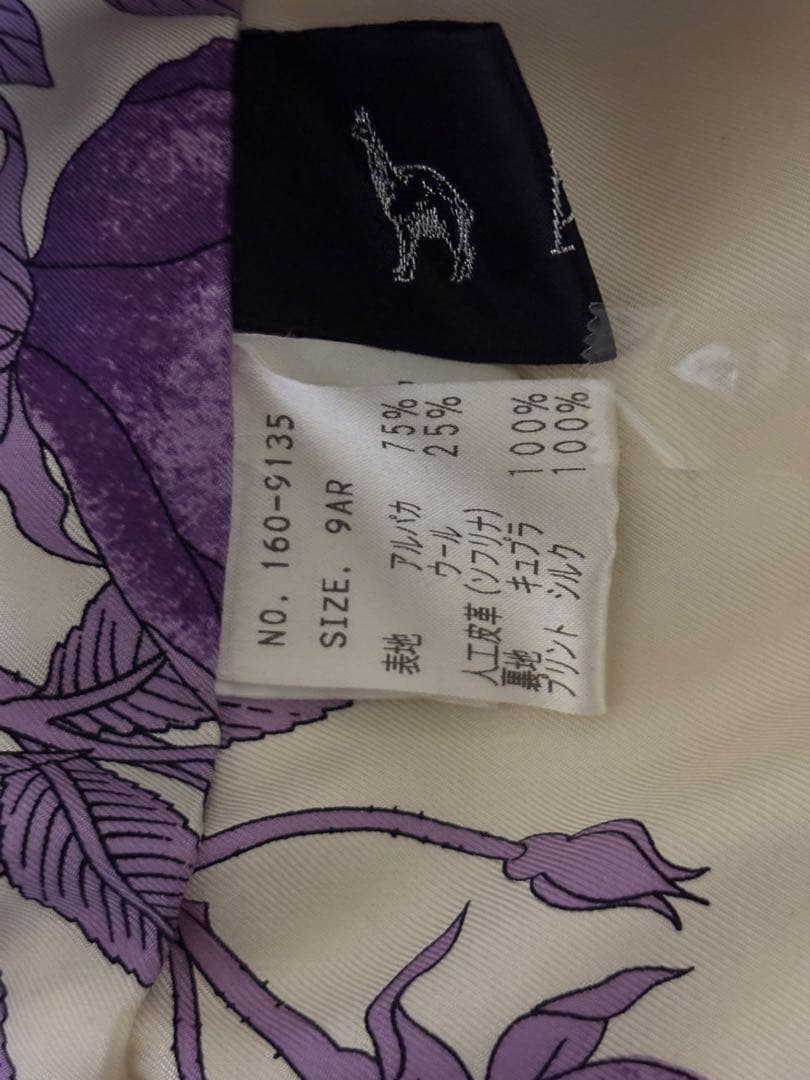 NO. 160-9135
SIZE. 9AR
表地 アルパカ 75%
ウール 25%
人工皮革 (ソフリナ)
裏地 キュプラ 100%
プリント シルク 100%
A